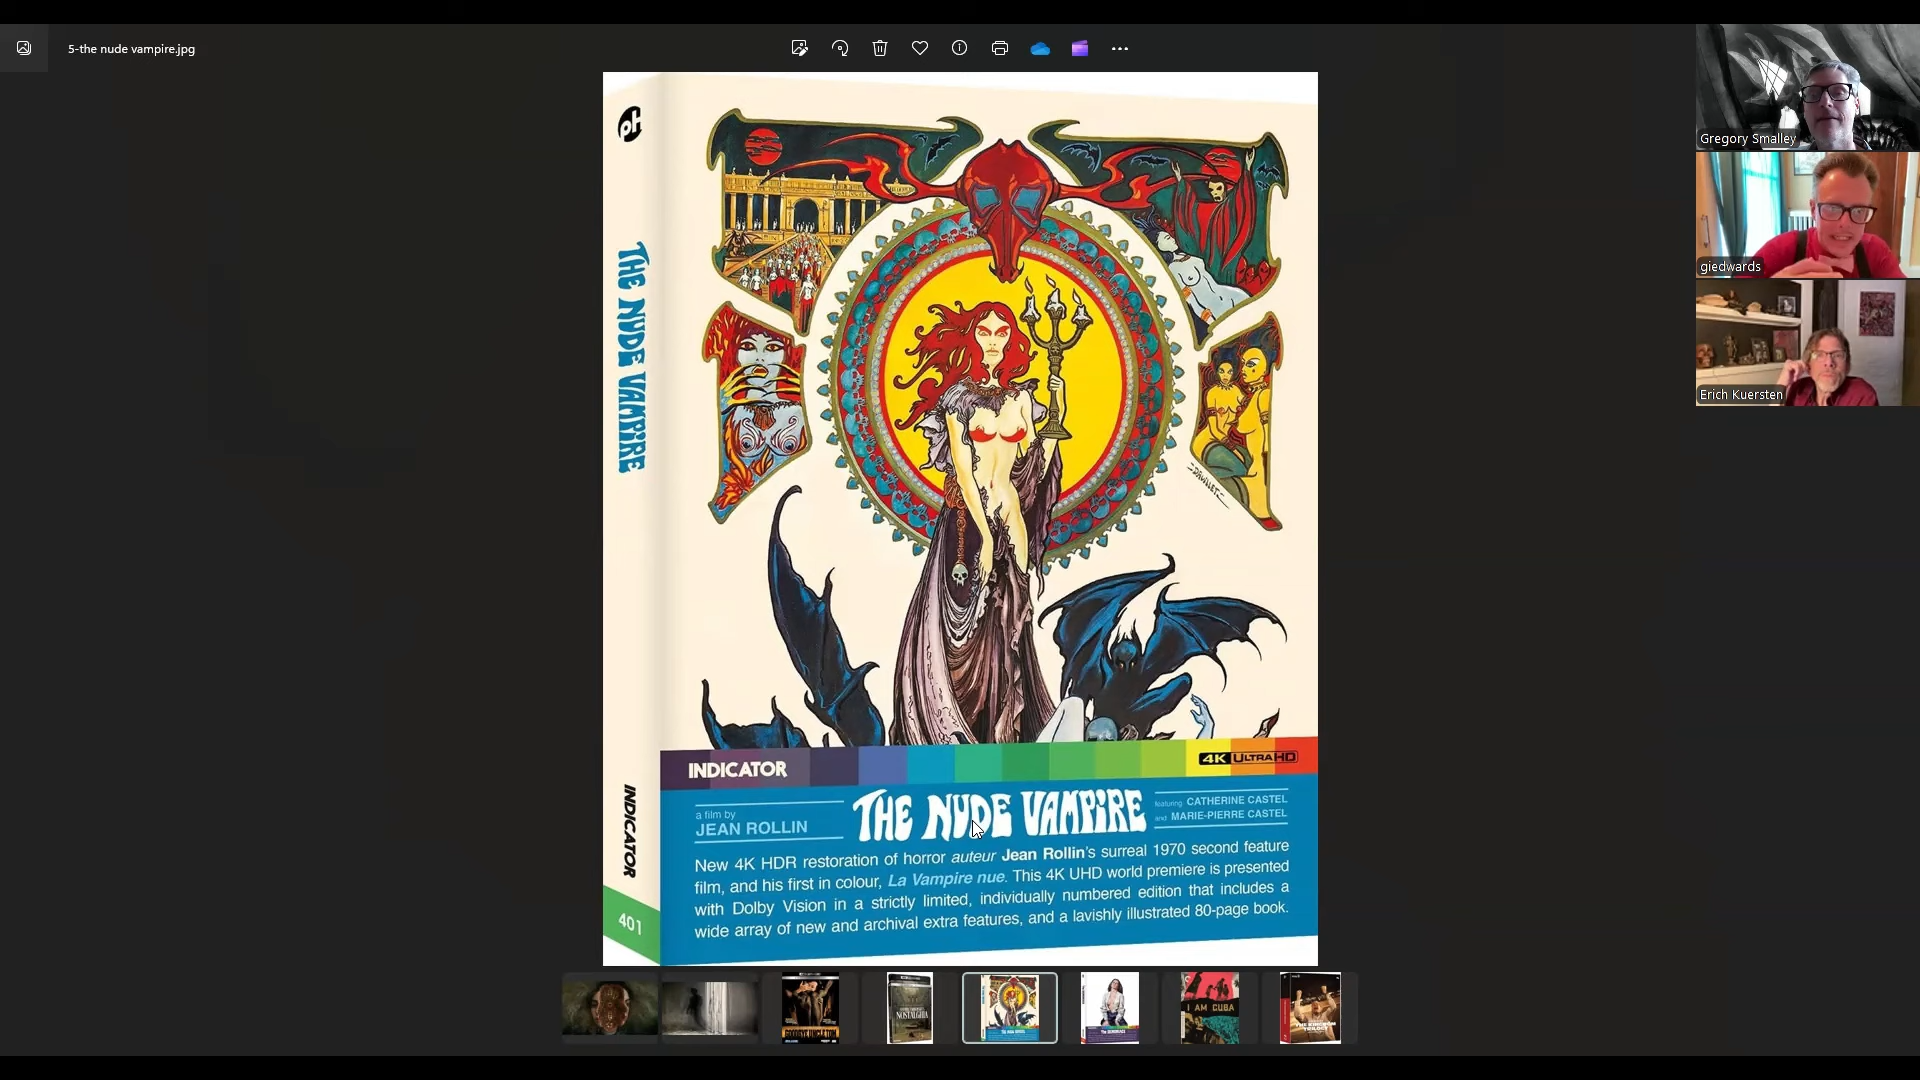 5-the nude vampire.jpg
Gregory Smalley
giedwards
Erich Kuersten
pH
THE NUDE VAMPIRE
INDICATOR
401
INDICATOR
4K ULTRA HD
a film by
JEAN ROLLIN
THE NUDE VAMPIRE
featuring CATHERINE CASTEL
and MARIE-PIERRE CASTEL
New 4K HDR restoration of horror auteur Jean Rollin's surreal 1970 second feature
film, and his first in colour, La Vampire nue. This 4K UHD world premiere is presented
with Dolby Vision in a strictly limited, individually numbered edition that includes a
wide array of new and archival extra features, and a lavishly illustrated 80-page book.
NOSTALGHIA
I AM CUBA